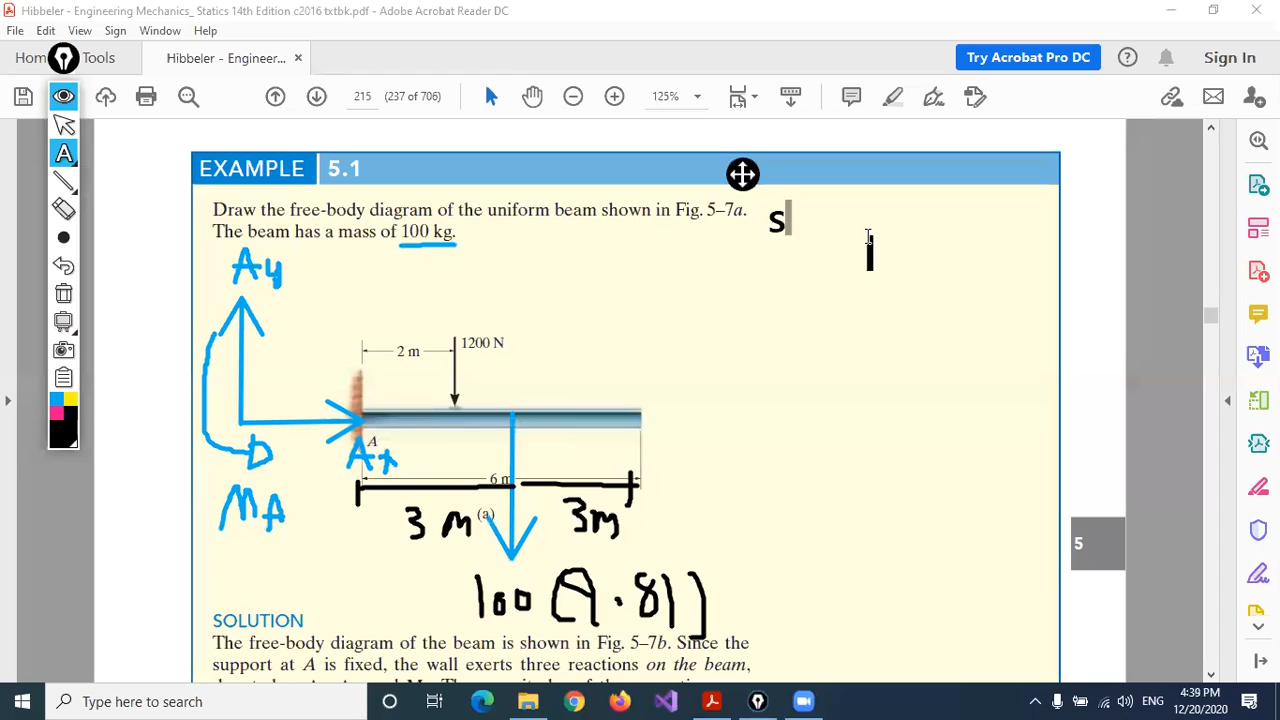 Hibbeler - Engineering Mechanics_ Statics 14th Edition c2016 txtbk.pdf - Adobe Acrobat Reader DC
File Edit View Sign Window Help
Tools
Hibbeler - Engineer... ×
Try Acrobat Pro DC
Sign In
215 (237 of 706)
125%
EXAMPLE 5.1
Draw the free-body diagram of the uniform beam shown in Fig. 5–7a.
The beam has a mass of 100 kg.
s
Ay
1200 N
2 m
A
Ax
6 m
MA
3 m
(a)
3m
5
100 (9.81)
SOLUTION
The free-body diagram of the beam is shown in Fig. 5–7b. Since the
support at A is fixed, the wall exerts three reactions on the beam,
Type here to search
ENG
4:39 PM
12/20/2020